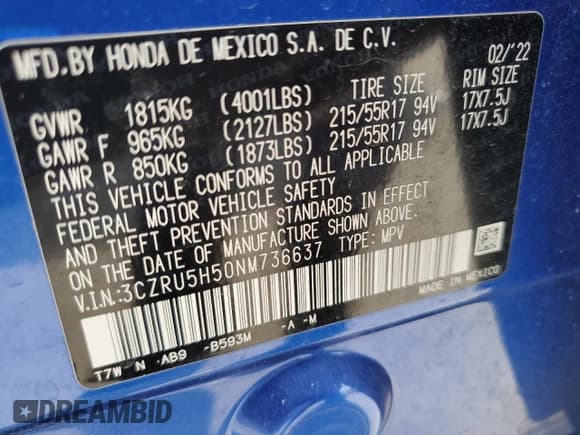 MFD.BY HONDA DE MEXICO S.A. DE C.V.
02/'22
TIRE SIZE RIM SIZE
GVWR 1815KG (4001LBS)
GAWR F 965KG (2127LBS) 215/55R17 94V 17X7.5J
GAWR R 850KG (1873LBS) 215/55R17 94V 17X7.5J
THIS VEHICLE CONFORMS TO ALL APPLICABLE
FEDERAL MOTOR VEHICLE SAFETY
AND THEFT PREVENTION STANDARDS IN EFFECT
ON THE DATE OF MANUFACTURE SHOWN ABOVE.
V.I.N:3CZRU5H50NM736637 TYPE: MPV
T7W N -AB9 -B593M -A -M
MADE IN MEXICO
DREAMBID